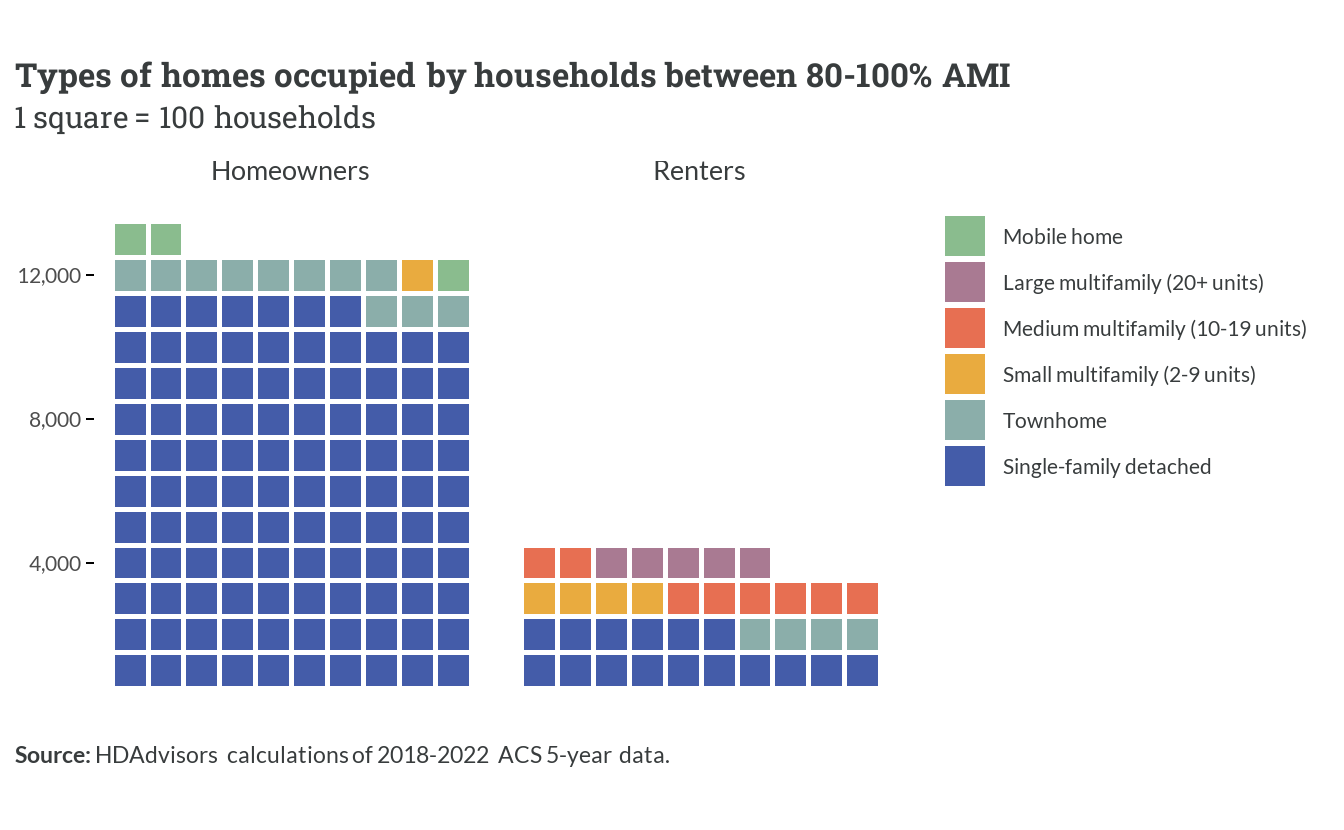 Types of homes occupied by households between 80-100% AMI
1 square = 100 households
Homeowners
Renters
12,000
8,000
4,000
Mobile home
Large multifamily (20+ units)
Medium multifamily (10-19 units)
Small multifamily (2-9 units)
Townhome
Single-family detached
Source: HDAdvisors calculations of 2018-2022 ACS 5-year data.